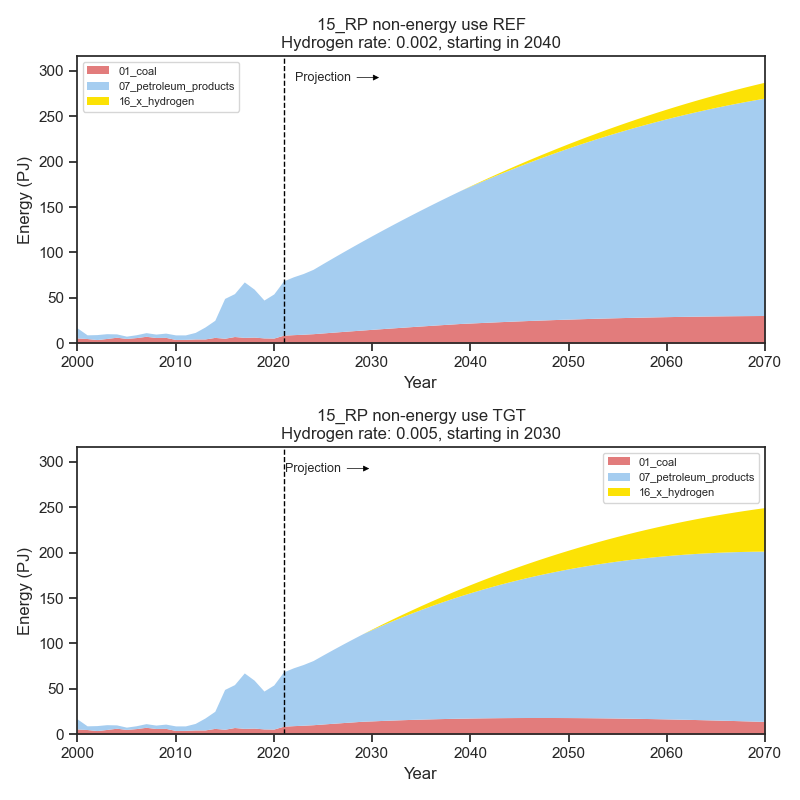 15_RP non-energy use REF
Hydrogen rate: 0.002, starting in 2040
01_coal
07_petroleum_products
16_x_hydrogen
Projection
Energy (PJ)
300
250
200
150
100
50
0
2000 2010 2020 2030 2040 2050 2060 2070
Year
15_RP non-energy use TGT
Hydrogen rate: 0.005, starting in 2030
Projection
01_coal
07_petroleum_products
16_x_hydrogen
Energy (PJ)
300
250
200
150
100
50
0
2000 2010 2020 2030 2040 2050 2060 2070
Year